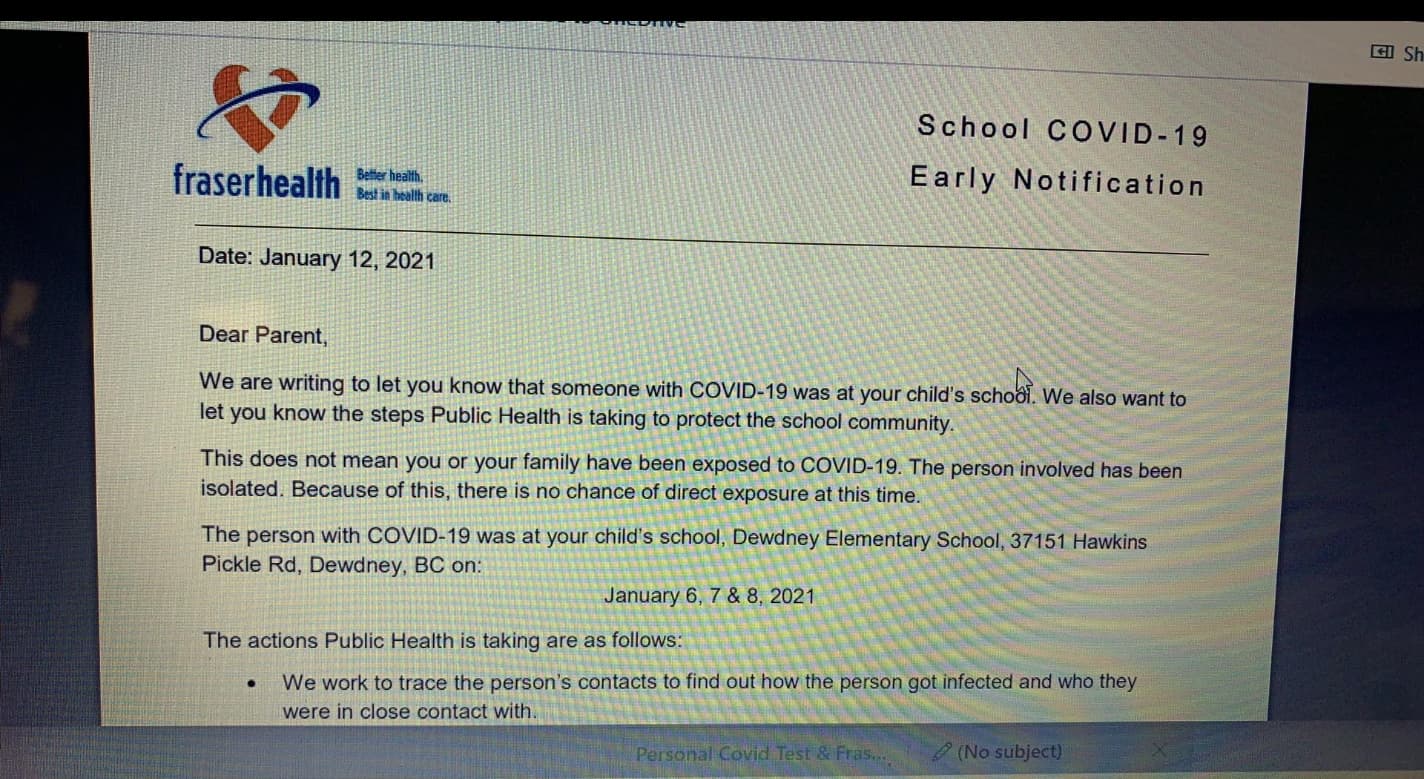 Sh
fraserhealth
Better health.
Best in health care.
School COVID-19
Early Notification
Date: January 12, 2021
Dear Parent,
We are writing to let you know that someone with COVID-19 was at your child's school. We also want to
let you know the steps Public Health is taking to protect the school community.
This does not mean you or your family have been exposed to COVID-19. The person involved has been
isolated. Because of this, there is no chance of direct exposure at this time.
The person with COVID-19 was at your child's school, Dewdney Elementary School, 37151 Hawkins
Pickle Rd, Dewdney, BC on:
January 6, 7 & 8, 2021
The actions Public Health is taking are as follows:
• We work to trace the person's contacts to find out how the person got infected and who they
were in close contact with.
Personal Covid Test & Fras...
(No subject)